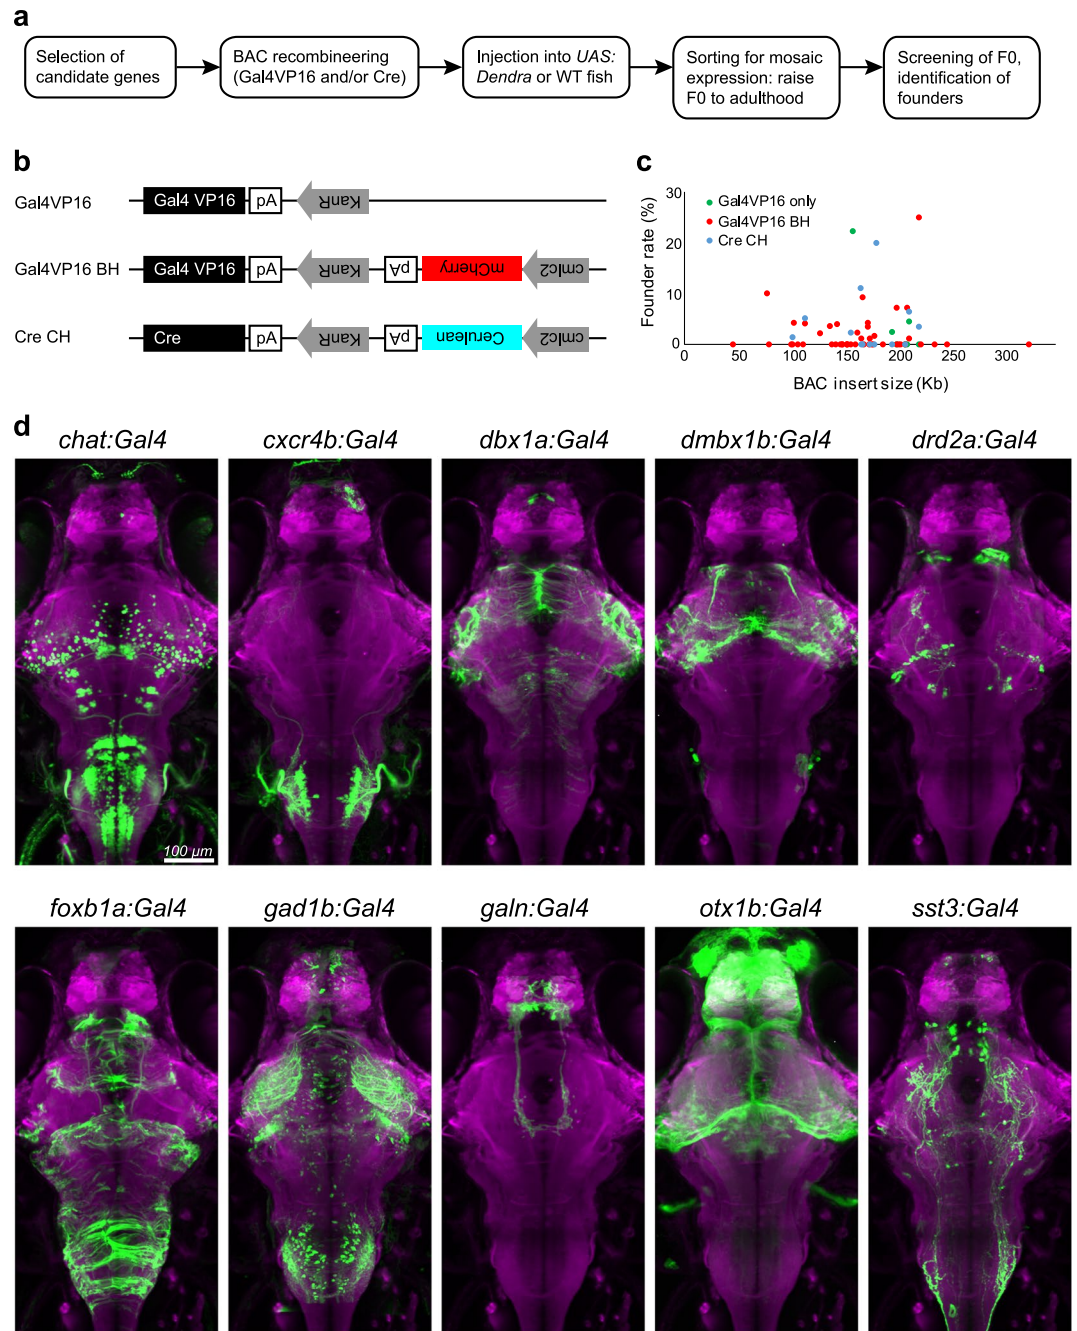 a
Selection of
candidate genes
BAC recombineering
(Gal4VP16 and/or Cre)
Injection into UAS:
Dendra or WT fish
Sorting for mosaic
expression: raise
F0 to adulthood
Screening of F0,
identification of
founders
b
Gal4VP16
Gal4 VP16
pA
KanR
Gal4VP16 BH
Gal4 VP16
pA
KanR
pA
mCherry
cmlc2
Cre CH
Cre
pA
KanR
pA
Cerulean
cmlc2
c
Founder rate (%)
30
20
10
0
Gal4VP16 only
Gal4VP16 BH
Cre CH
0 50 100 150 200 250 300
BAC insert size (Kb)
d
chat:Gal4
cxcr4b:Gal4
dbx1a:Gal4
dmbx1b:Gal4
drd2a:Gal4
100 µm
foxb1a:Gal4
gad1b:Gal4
galn:Gal4
otx1b:Gal4
sst3:Gal4